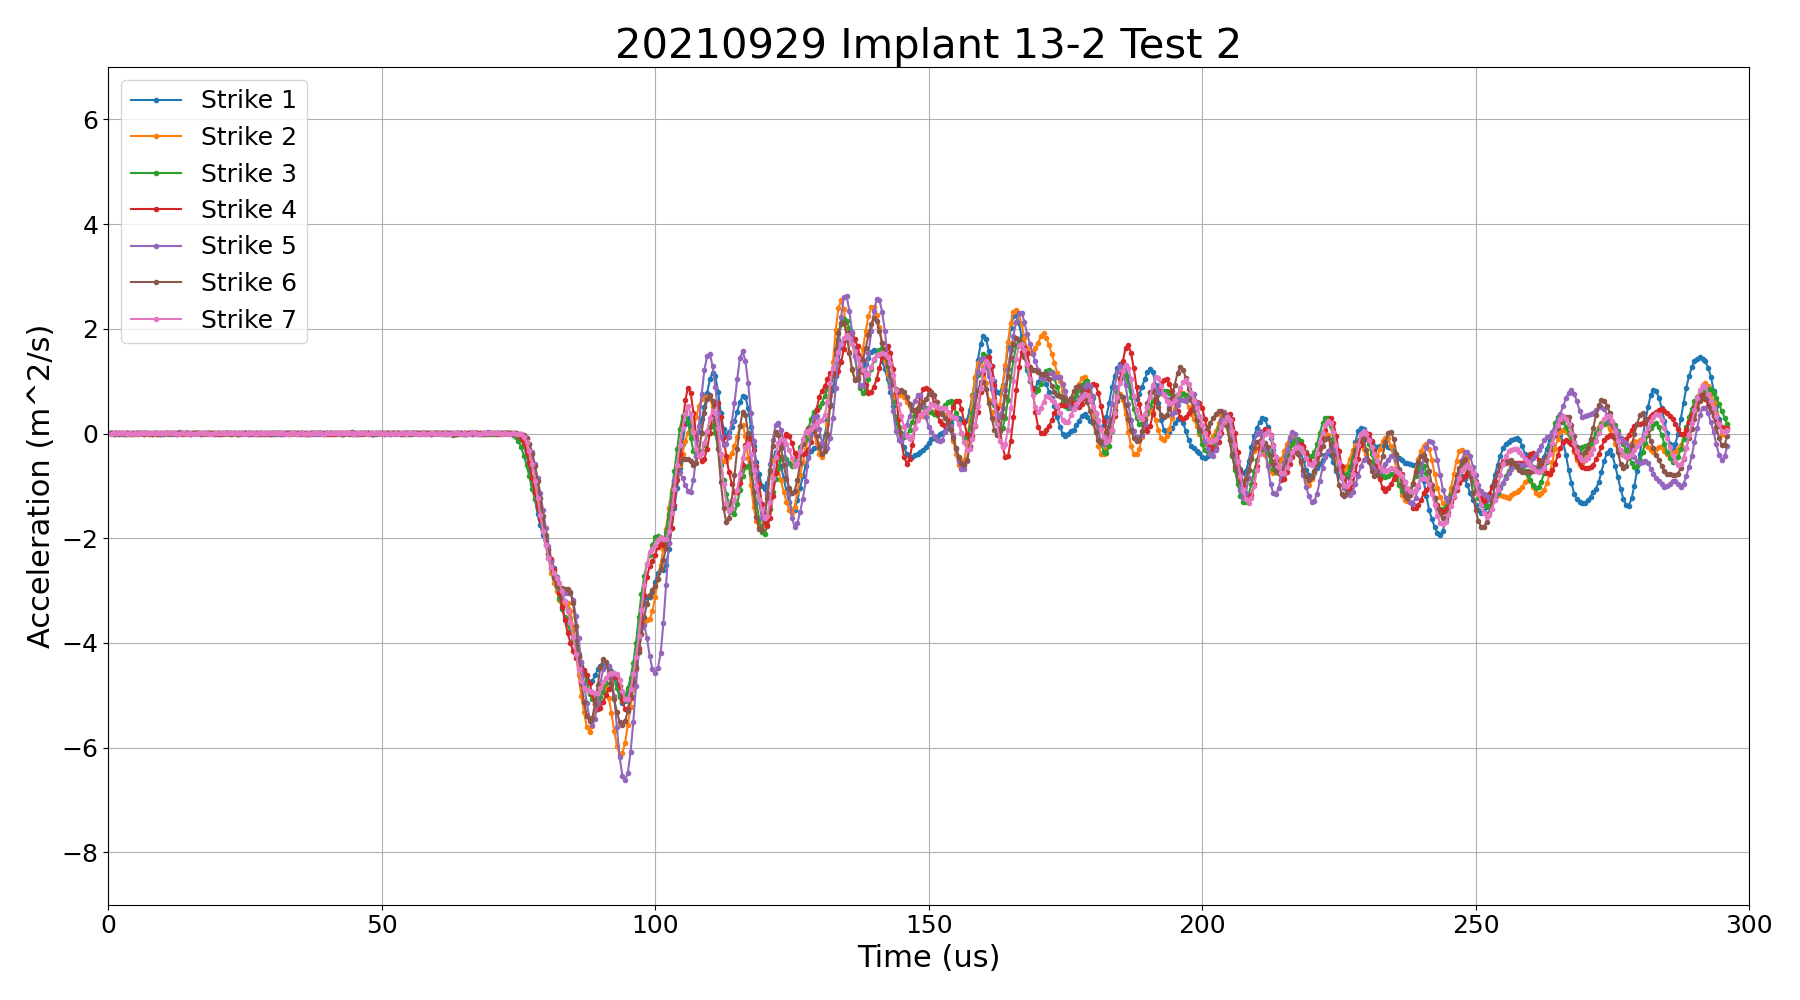 20210929 Implant 13-2 Test 2
Strike 1
Strike 2
Strike 3
Strike 4
Strike 5
Strike 6
Strike 7
Acceleration (m^2/s)
6
4
2
0
−2
−4
−6
−8
0 50 100 150 200 250 300
Time (us)